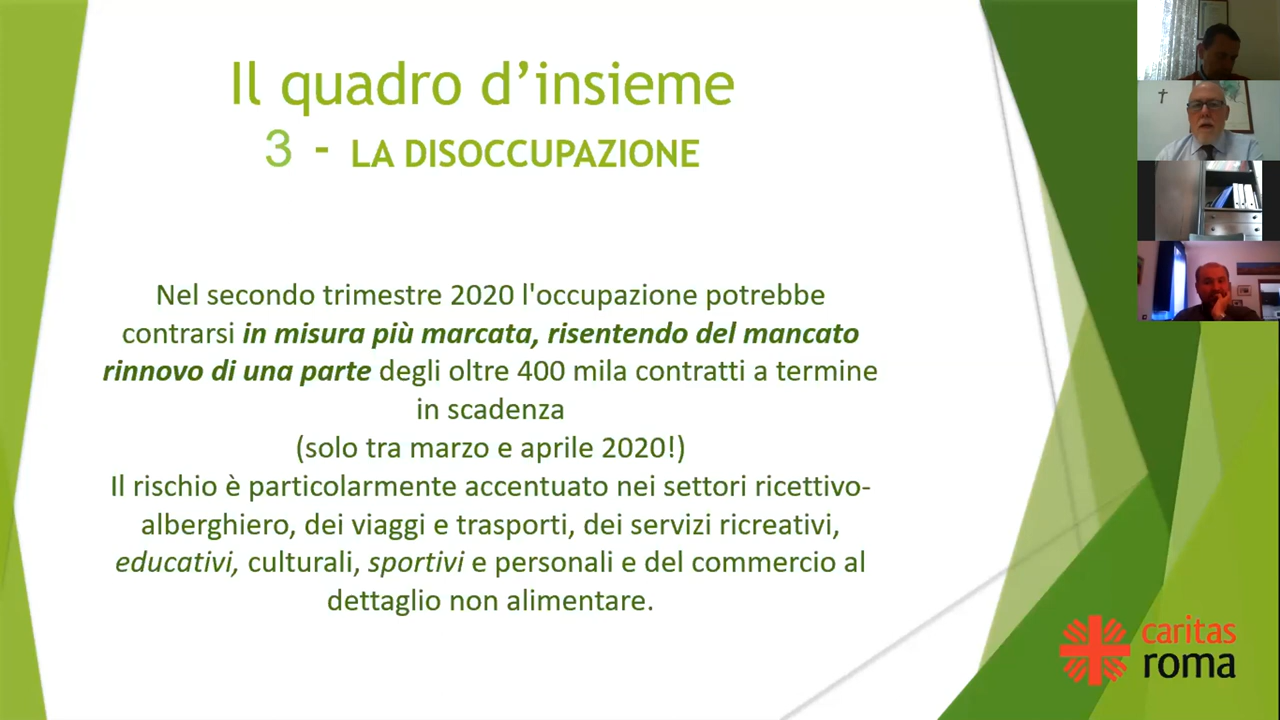 Il quadro d’insieme
3 - LA DISOCCUPAZIONE
Nel secondo trimestre 2020 l'occupazione potrebbe
contrarsi in misura più marcata, risentendo del mancato
rinnovo di una parte degli oltre 400 mila contratti a termine
in scadenza
(solo tra marzo e aprile 2020!)
Il rischio è particolarmente accentuato nei settori ricettivo-
alberghiero, dei viaggi e trasporti, dei servizi ricreativi,
educativi, culturali, sportivi e personali e del commercio al
dettaglio non alimentare.
caritas
roma